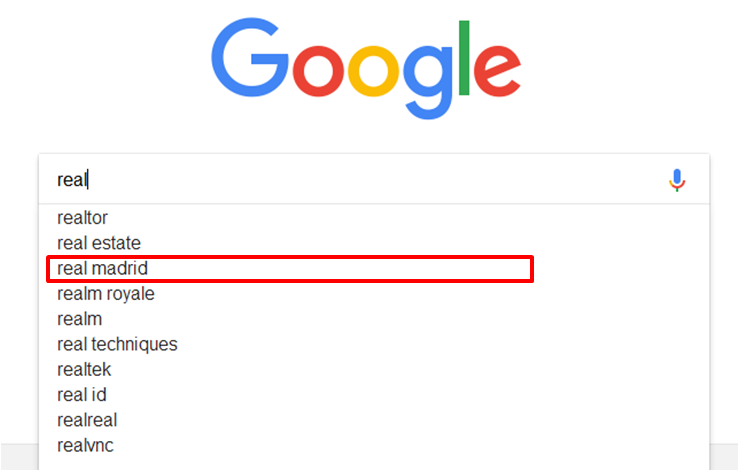 Google
real
realtor
real estate
real madrid
realm royale
realm
real techniques
realtek
real id
realreal
realvnc